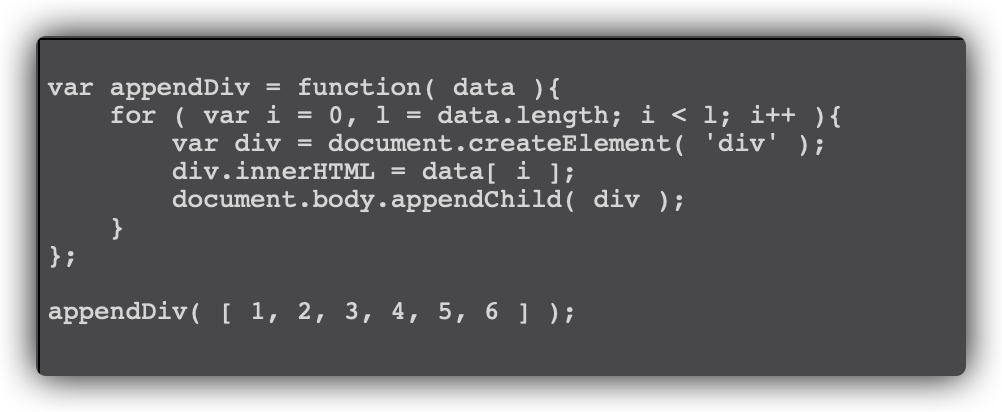 var appendDiv = function( data ){
    for ( var i = 0, l = data.length; i < l; i++ ){
        var div = document.createElement( 'div' );
        div.innerHTML = data[ i ];
        document.body.appendChild( div );
    }
};

appendDiv( [ 1, 2, 3, 4, 5, 6 ] );